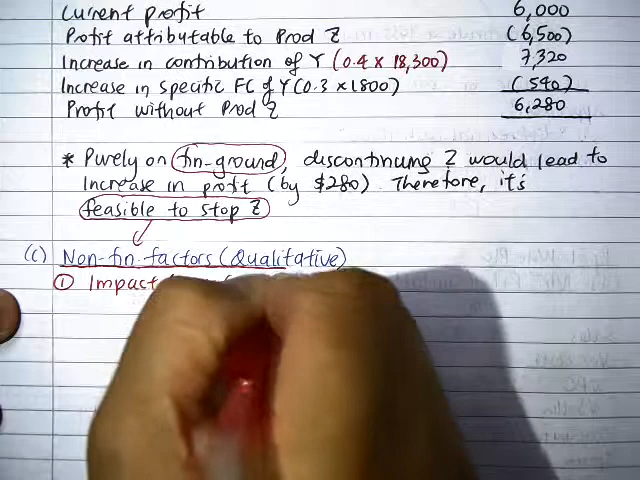 Current profit 6,000
Profit attributable to Prod Z (6,500)
Increase in contribution of Y (0.4 x 18,300) 7,320
Increase in specific FC of Y (0.3 x 1800) (540)
Profit without Prod Z 6,280
* Purely on fin-ground, discontinuing Z would lead to
increase in profit (by $280). Therefore, it's
feasible to stop Z
(c) Non-fin factors (Qualitative)
① Impact